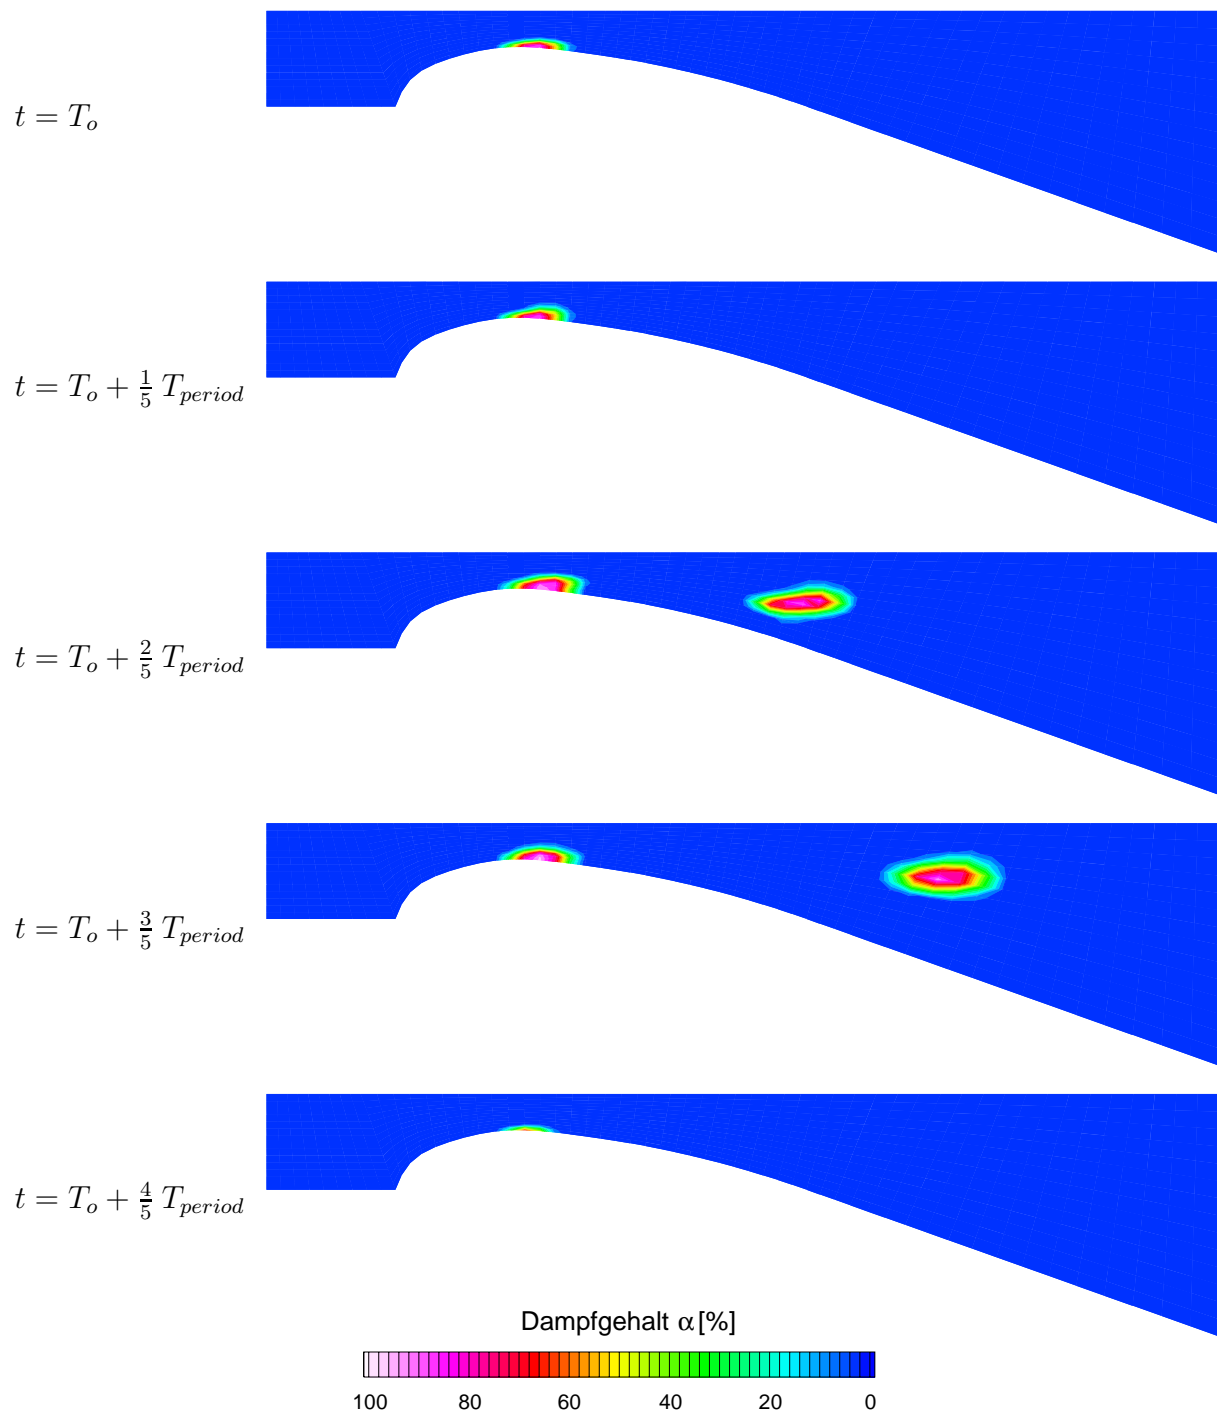 t = T_o
t = T_o + 1/5 T_period
t = T_o + 2/5 T_period
t = T_o + 3/5 T_period
t = T_o + 4/5 T_period
Dampfgehalt α[%]
100 80 60 40 20 0